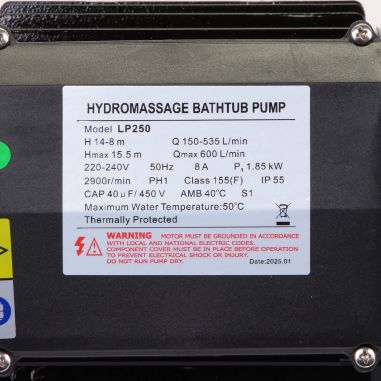 HYDROMASSAGE BATHTUB PUMP
Model LP250
H 14-8 m Q 150-535 L/min
Hmax 15.5 m Qmax 600 L/min
220-240V 50Hz 8A P₁ 1.85 kW
2900r/min PH1 Class 155(F) IP 55
CAP 40μF/ 450 V AMB 40°C S1
Maximum Water Temperature:50°C
Thermally Protected
WARNING MOTOR MUST BE GROUNDED IN ACCORDANCE
WITH LOCAL AND NATIONAL ELECTRIC CODES.
COMPONENT COVER MUST BE IN PLACE BEFORE OPERATION
TO PREVENT ELECTRICAL SHOCK OR INJURY.
DO NOT RUN PUMP DRY.
Date:2025.01